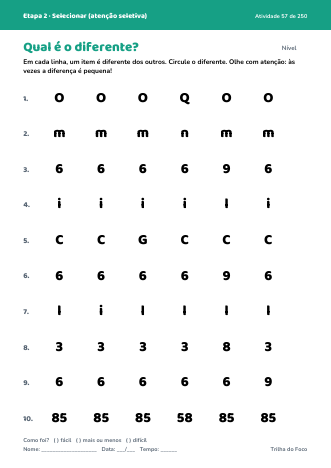 Etapa 2 · Selecionar (atenção seletiva)
Atividade 57 de 250
Qual é o diferente?
Nível
Em cada linha, um item é diferente dos outros. Circule o diferente. Olhe com atenção: às
vezes a diferença é pequena!
1. O O O Q O O
2. m m m n m m
3. 6 6 6 6 9 6
4. i i i i l i
5. C C G C C C
6. 6 6 6 6 9 6
7. l i l l l l
8. 3 3 3 3 8 3
9. 6 6 6 6 6 9
10. 85 85 85 58 85 85
Como foi? ( ) fácil ( ) mais ou menos ( ) difícil
Nome: ____________________ Data: ___/___ Tempo: ______
Trilha do Foco